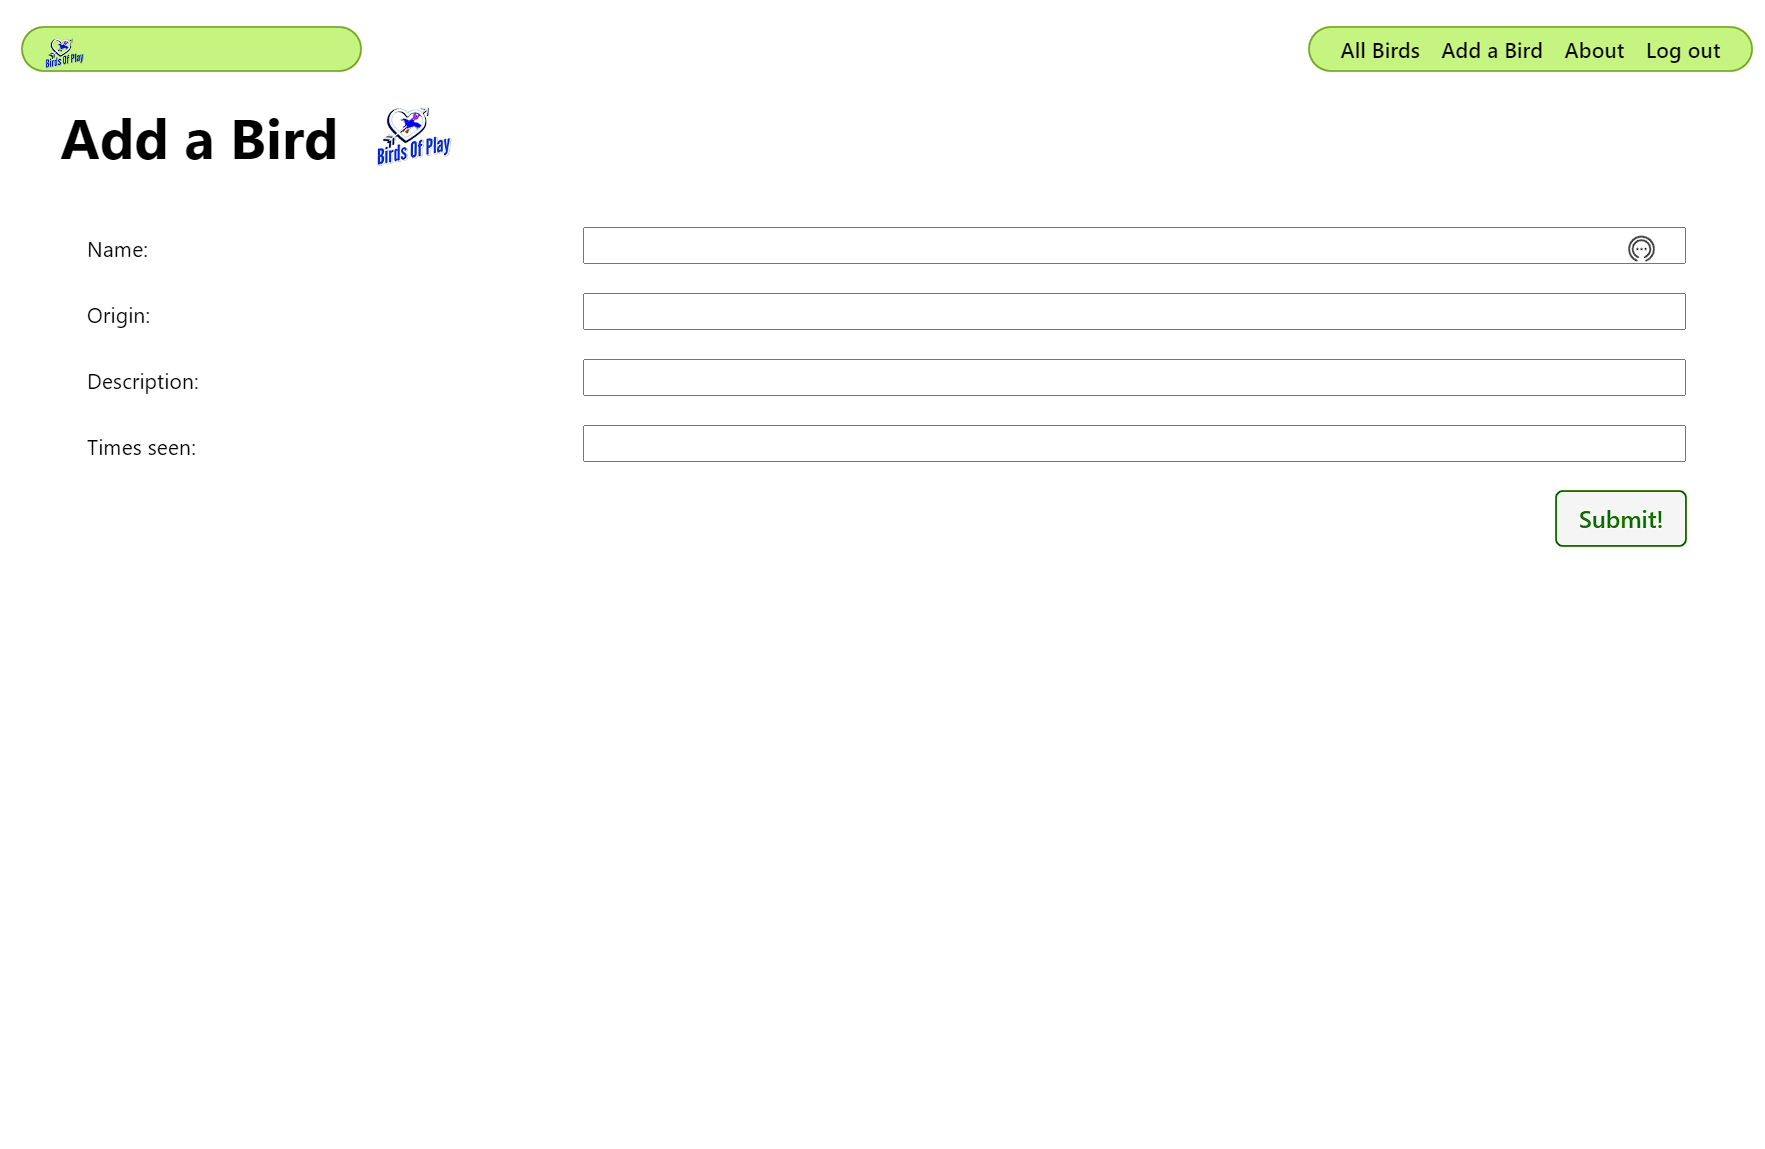 Birds Of Play
All Birds Add a Bird About Log out
Add a Bird
Birds Of Play
Name:
Origin:
Description:
Times seen:
Submit!